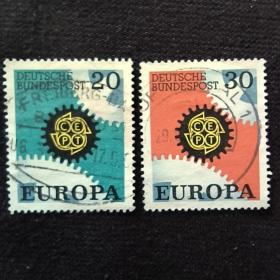 DEUTSCHE
BUNDESPOST 20
CEPT
EUROPA
DEUTSCHE
BUNDESPOST 30
CEPT
EUROPA